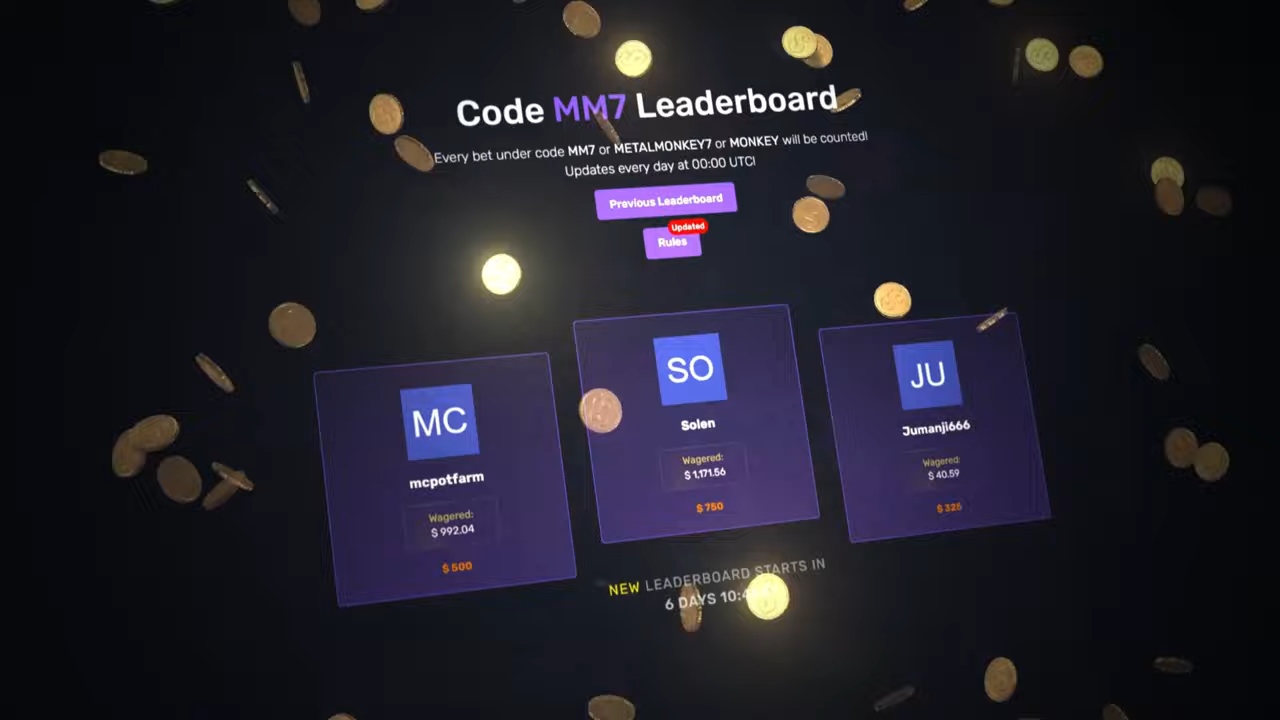 Code MM7 Leaderboard
Every bet under code MM7 or METALMONKEY7 or MONKEY will be counted!
Updates every day at 00:00 UTC!
Previous Leaderboard
Updated
Rules
MC
mcpotfarm
Wagered:
$ 992.04
$ 500
SO
Solen
Wagered:
$ 1,171.56
$ 750
JU
Jumanji666
Wagered:
$ 40.59
$ 325
NEW LEADERBOARD STARTS IN
6 DAYS